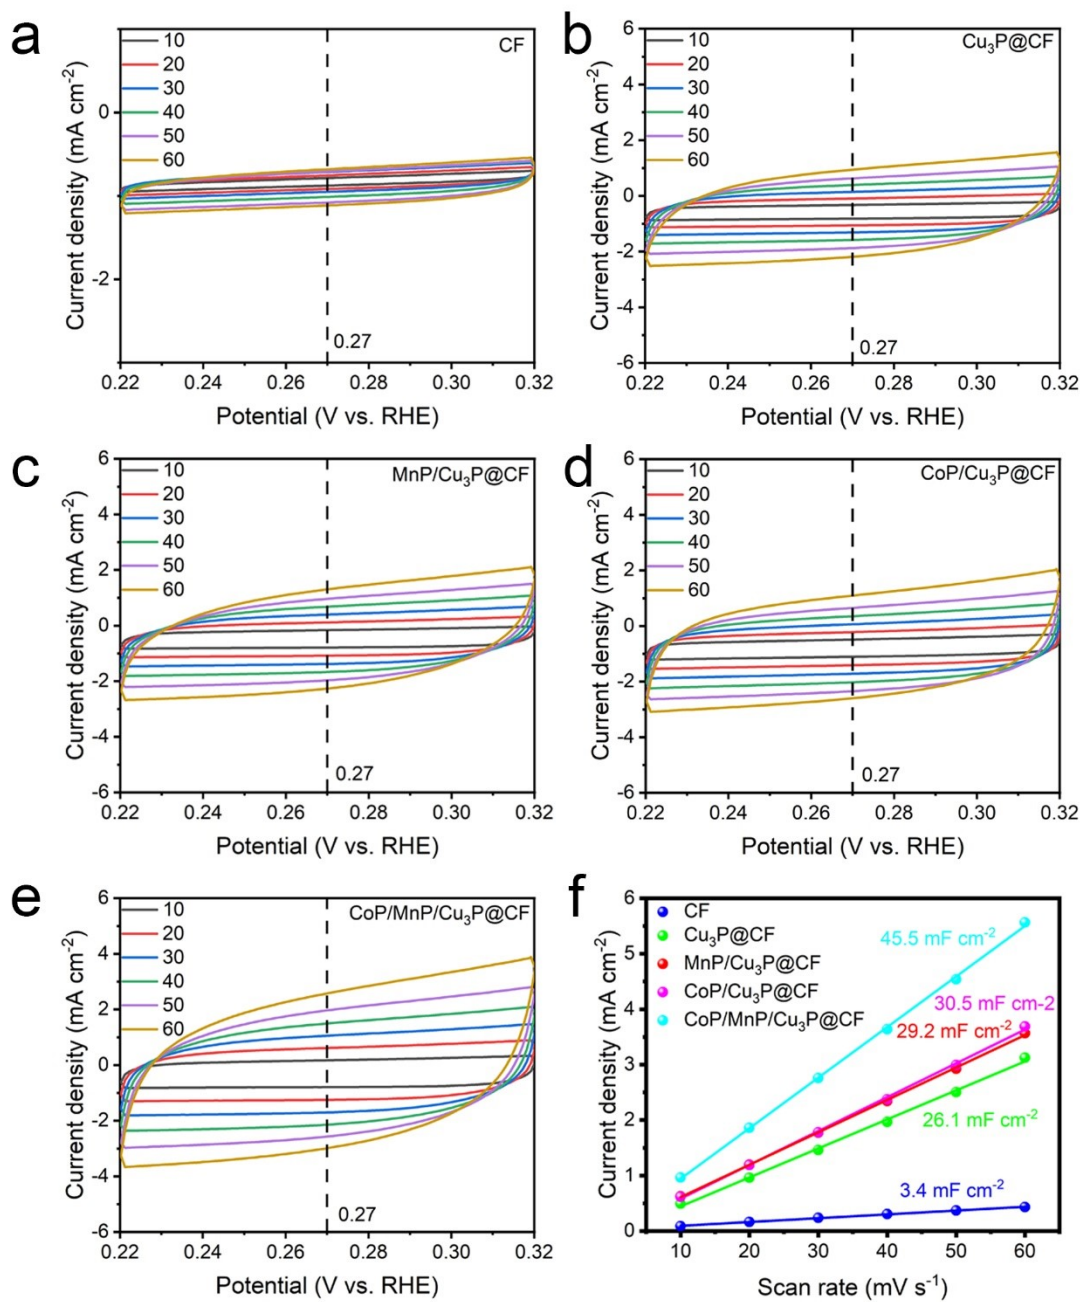 a
CF
10
20
30
40
50
60
0
-2
0.27
0.22 0.24 0.26 0.28 0.30 0.32
Current density (mA cm⁻²)
Potential (V vs. RHE)
b
Cu₃P@CF
10
20
30
40
50
60
6
4
2
0
-2
-4
-6
0.27
0.22 0.24 0.26 0.28 0.30 0.32
Current density (mA cm⁻²)
Potential (V vs. RHE)
c
MnP/Cu₃P@CF
10
20
30
40
50
60
6
4
2
0
-2
-4
-6
0.27
0.22 0.24 0.26 0.28 0.30 0.32
Current density (mA cm⁻²)
Potential (V vs. RHE)
d
CoP/Cu₃P@CF
10
20
30
40
50
60
6
4
2
0
-2
-4
-6
0.27
0.22 0.24 0.26 0.28 0.30 0.32
Current density (mA cm⁻²)
Potential (V vs. RHE)
e
CoP/MnP/Cu₃P@CF
10
20
30
40
50
60
6
4
2
0
-2
-4
-6
0.27
0.22 0.24 0.26 0.28 0.30 0.32
Current density (mA cm⁻²)
Potential (V vs. RHE)
f
CF
Cu₃P@CF
MnP/Cu₃P@CF
CoP/Cu₃P@CF
CoP/MnP/Cu₃P@CF
45.5 mF cm⁻²
30.5 mF cm-2
29.2 mF cm⁻²
26.1 mF cm⁻²
3.4 mF cm⁻²
6
5
4
3
2
1
0
10 20 30 40 50 60
Current density (mA cm⁻²)
Scan rate (mV s⁻¹)